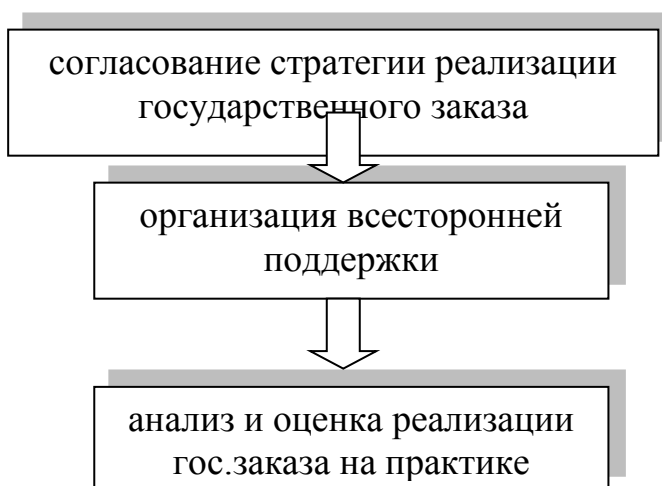 согласование стратегии реализации
государственного заказа
организация всесторонней
поддержки
анализ и оценка реализации
гос.заказа на практике